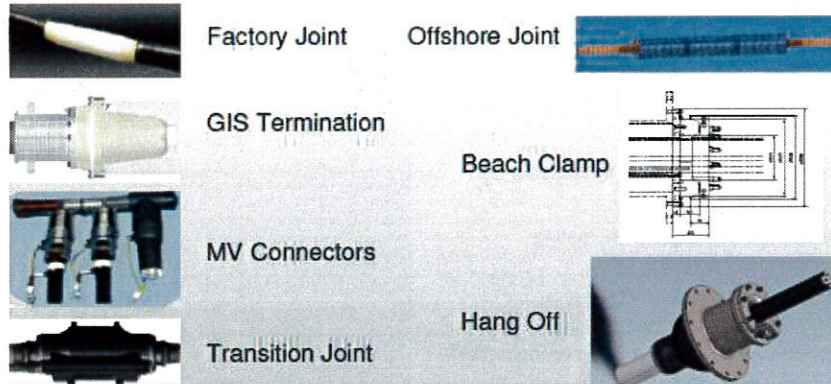 Factory Joint
Offshore Joint
GIS Termination
Beach Clamp
MV Connectors
Hang Off
Transition Joint